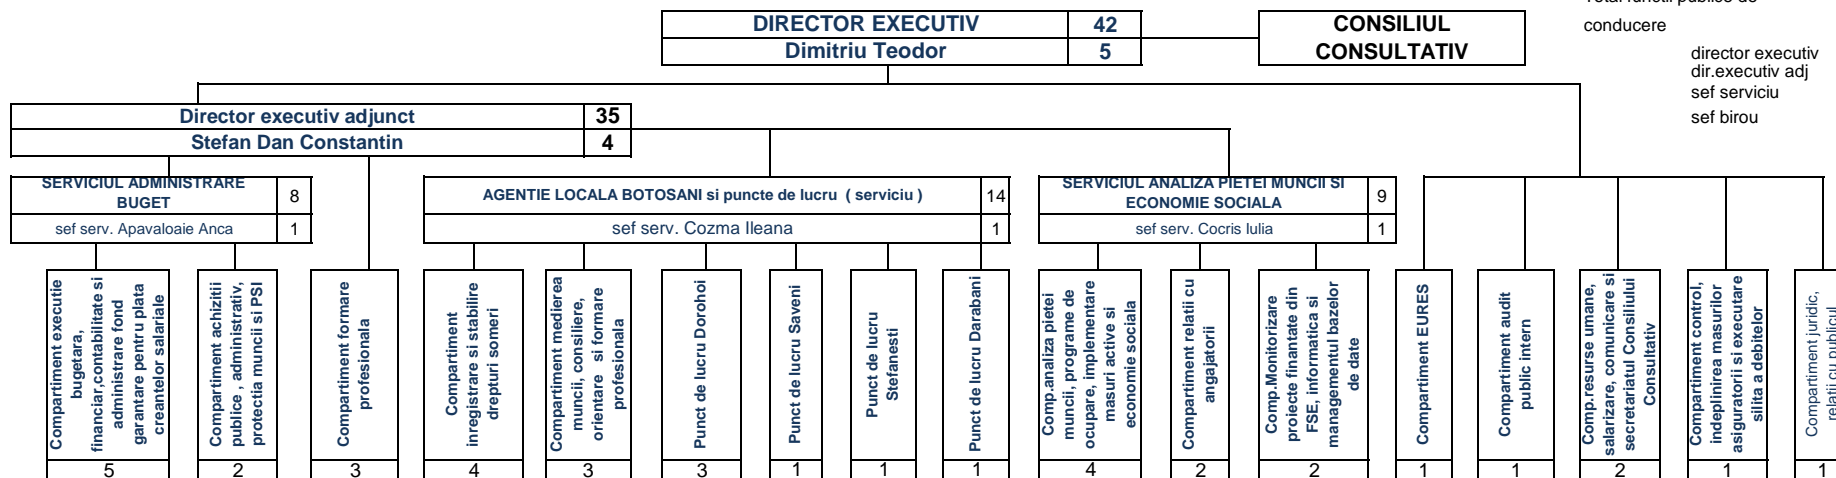 Total functii publice de
conducere
director executiv
dir.executiv adj
sef serviciu
sef birou
DIRECTOR EXECUTIV 42
Dimitriu Teodor 5
CONSILIUL
CONSULTATIV
Director executiv adjunct 35
Stefan Dan Constantin 4
SERVICIUL ADMINISTRARE
BUGET 8
sef serv. Apavaloaie Anca 1
AGENTIE LOCALA BOTOSANI si puncte de lucru ( serviciu ) 14
sef serv. Cozma Ileana 1
SERVICIUL ANALIZA PIETEI MUNCII SI
ECONOMIE SOCIALA 9
sef serv. Cocris Iulia 1
Compartiment executie
bugetara,
financiar,contabilitate si
administrare fond
garantare pentru plata
creantelor salariale
5
Compartiment achizitii
publice , administrativ,
protectia muncii si PSI
2
Compartiment formare
profesionala
3
Compartiment
inregistrare si stabilire
drepturi someri
4
Compartiment medierea
muncii, consiliere,
orientare si formare
profesionala
3
Punct de lucru Dorohoi
3
Punct de lucru Saveni
1
Punct de lucru
Stefanesti
1
Punct de lucru Darabani
1
Comp.analiza pietei
muncii, programe de
ocupare, implementare
masuri active si
economie sociala
4
Compartiment relatii cu
angajatorii
2
Comp.Monitorizare
proiecte finantate din
FSE, informatica si
managementul bazelor
de date
2
Compartiment EURES
1
Compartiment audit
public intern
1
Comp.resurse umane,
salarizare, comunicare si
secretariatul Consiliului
Consultativ
2
Compartiment control,
indeplinirea masurilor
asiguratorii si executare
silita a debitelor
1
Compartiment juridic,
relatii cu publicul
1